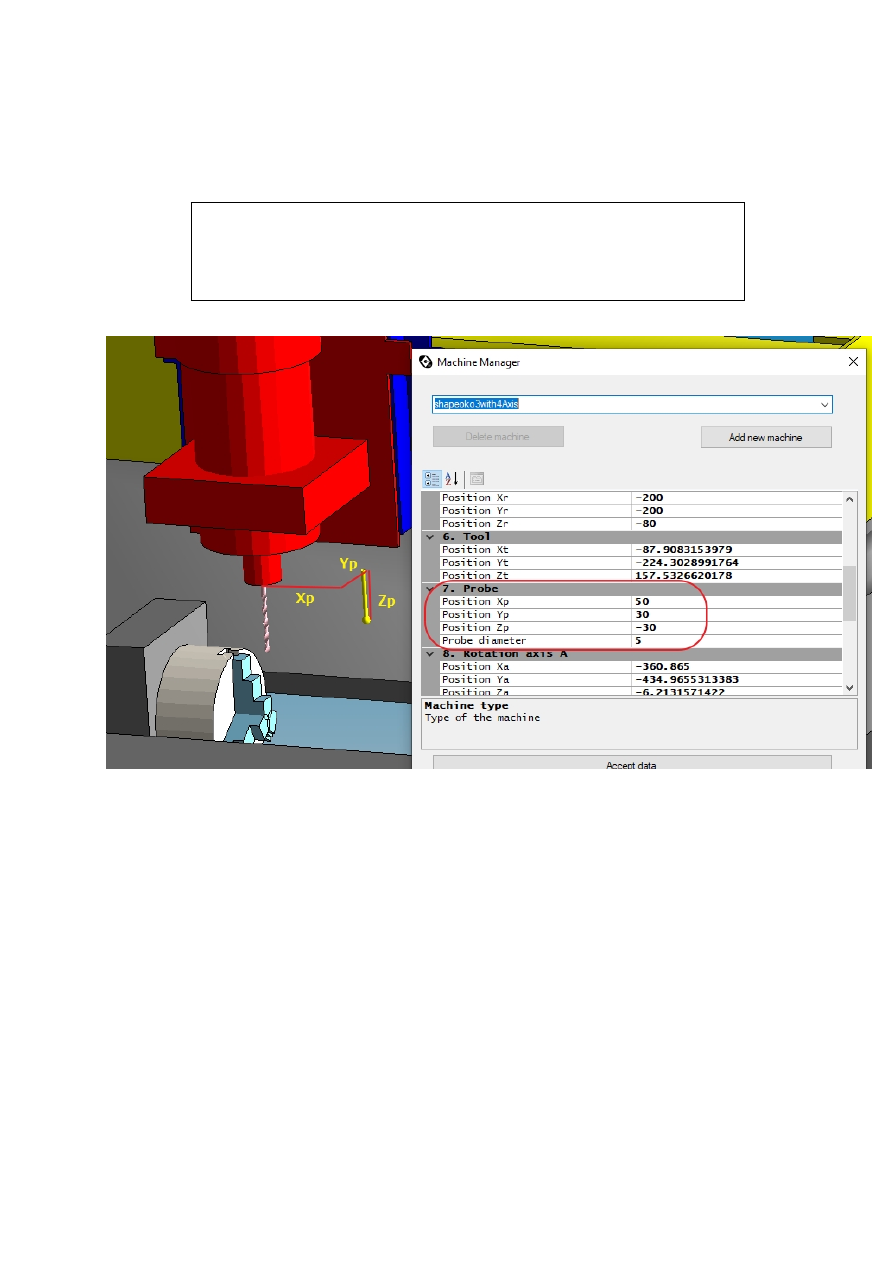 Machine Manager
shapeoko3with4Axis
Delete machine
Add new machine
Position Xr -200
Position Yr -200
Position Zr -80
6. Tool
Position Xt -87.9083153979
Position Yt -224.3028991764
Position Zt 157.5326620178
7. Probe
Position Xp 50
Position Yp 30
Position Zp -30
Probe diameter 5
8. Rotation axis A
Position Xa -360.865
Position Ya -434.9655313383
Position Za -6.2131571422
Machine type
Type of the machine
Accept data
Yp
Xp
Zp